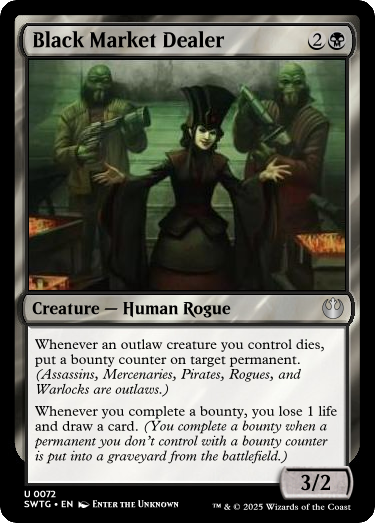 Black Market Dealer 2
Creature — Human Rogue
Whenever an outlaw creature you control dies,
put a bounty counter on target permanent.
(Assassins, Mercenaries, Pirates, Rogues, and
Warlocks are outlaws.)
Whenever you complete a bounty, you lose 1 life
and draw a card. (You complete a bounty when a
permanent you don't control with a bounty counter
is put into a graveyard from the battlefield.)
3/2
U 0072
SWTG • EN Enter the Unknown
™ & © 2025 Wizards of the Coast